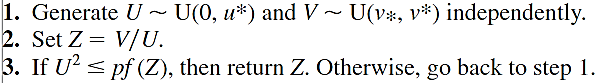 1. Generate U ~ U(0, u*) and V ~ U(v∗, v*) independently.
2. Set Z = V/U.
3. If U² ≤ pf (Z), then return Z. Otherwise, go back to step 1.